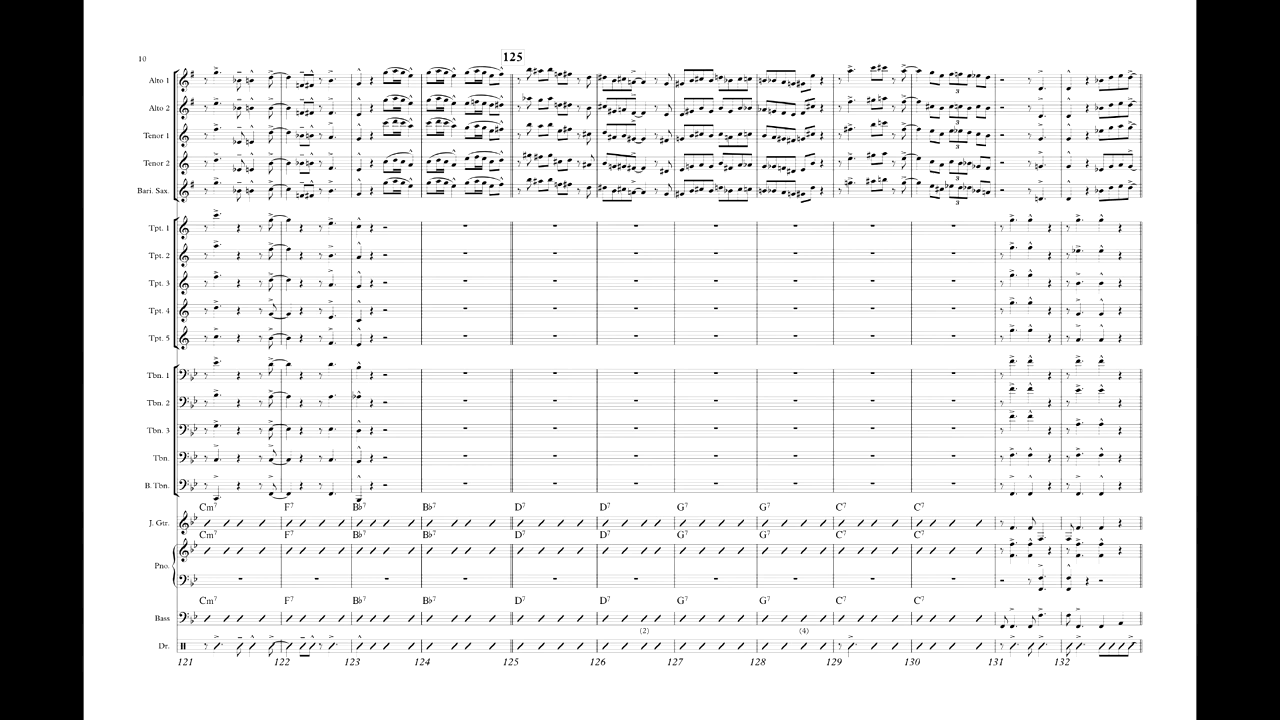 10
125
Alto 1
Alto 2
Tenor 1
3
Tenor 2
Bari. Sax.
3
3
Tpt. 1
Tpt. 2
Tpt. 3
Tpt. 4
Tpt. 5
Tbn. 1
Tbn. 2
Tbn. 3
Tbn.
B. Tbn.
Cm7 F7 B♭7 B♭7 D7 D7 G7 G7 C7 C7
J. Gtr.
Cm7 F7 B♭7 B♭7 D7 D7 G7 G7 C7 C7
Pno.
Cm7 F7 B♭7 B♭7 D7 D7 G7 G7 C7 C7
Bass
(2) (4)
Dr.
121 122 123 124 125 126 127 128 129 130 131 132